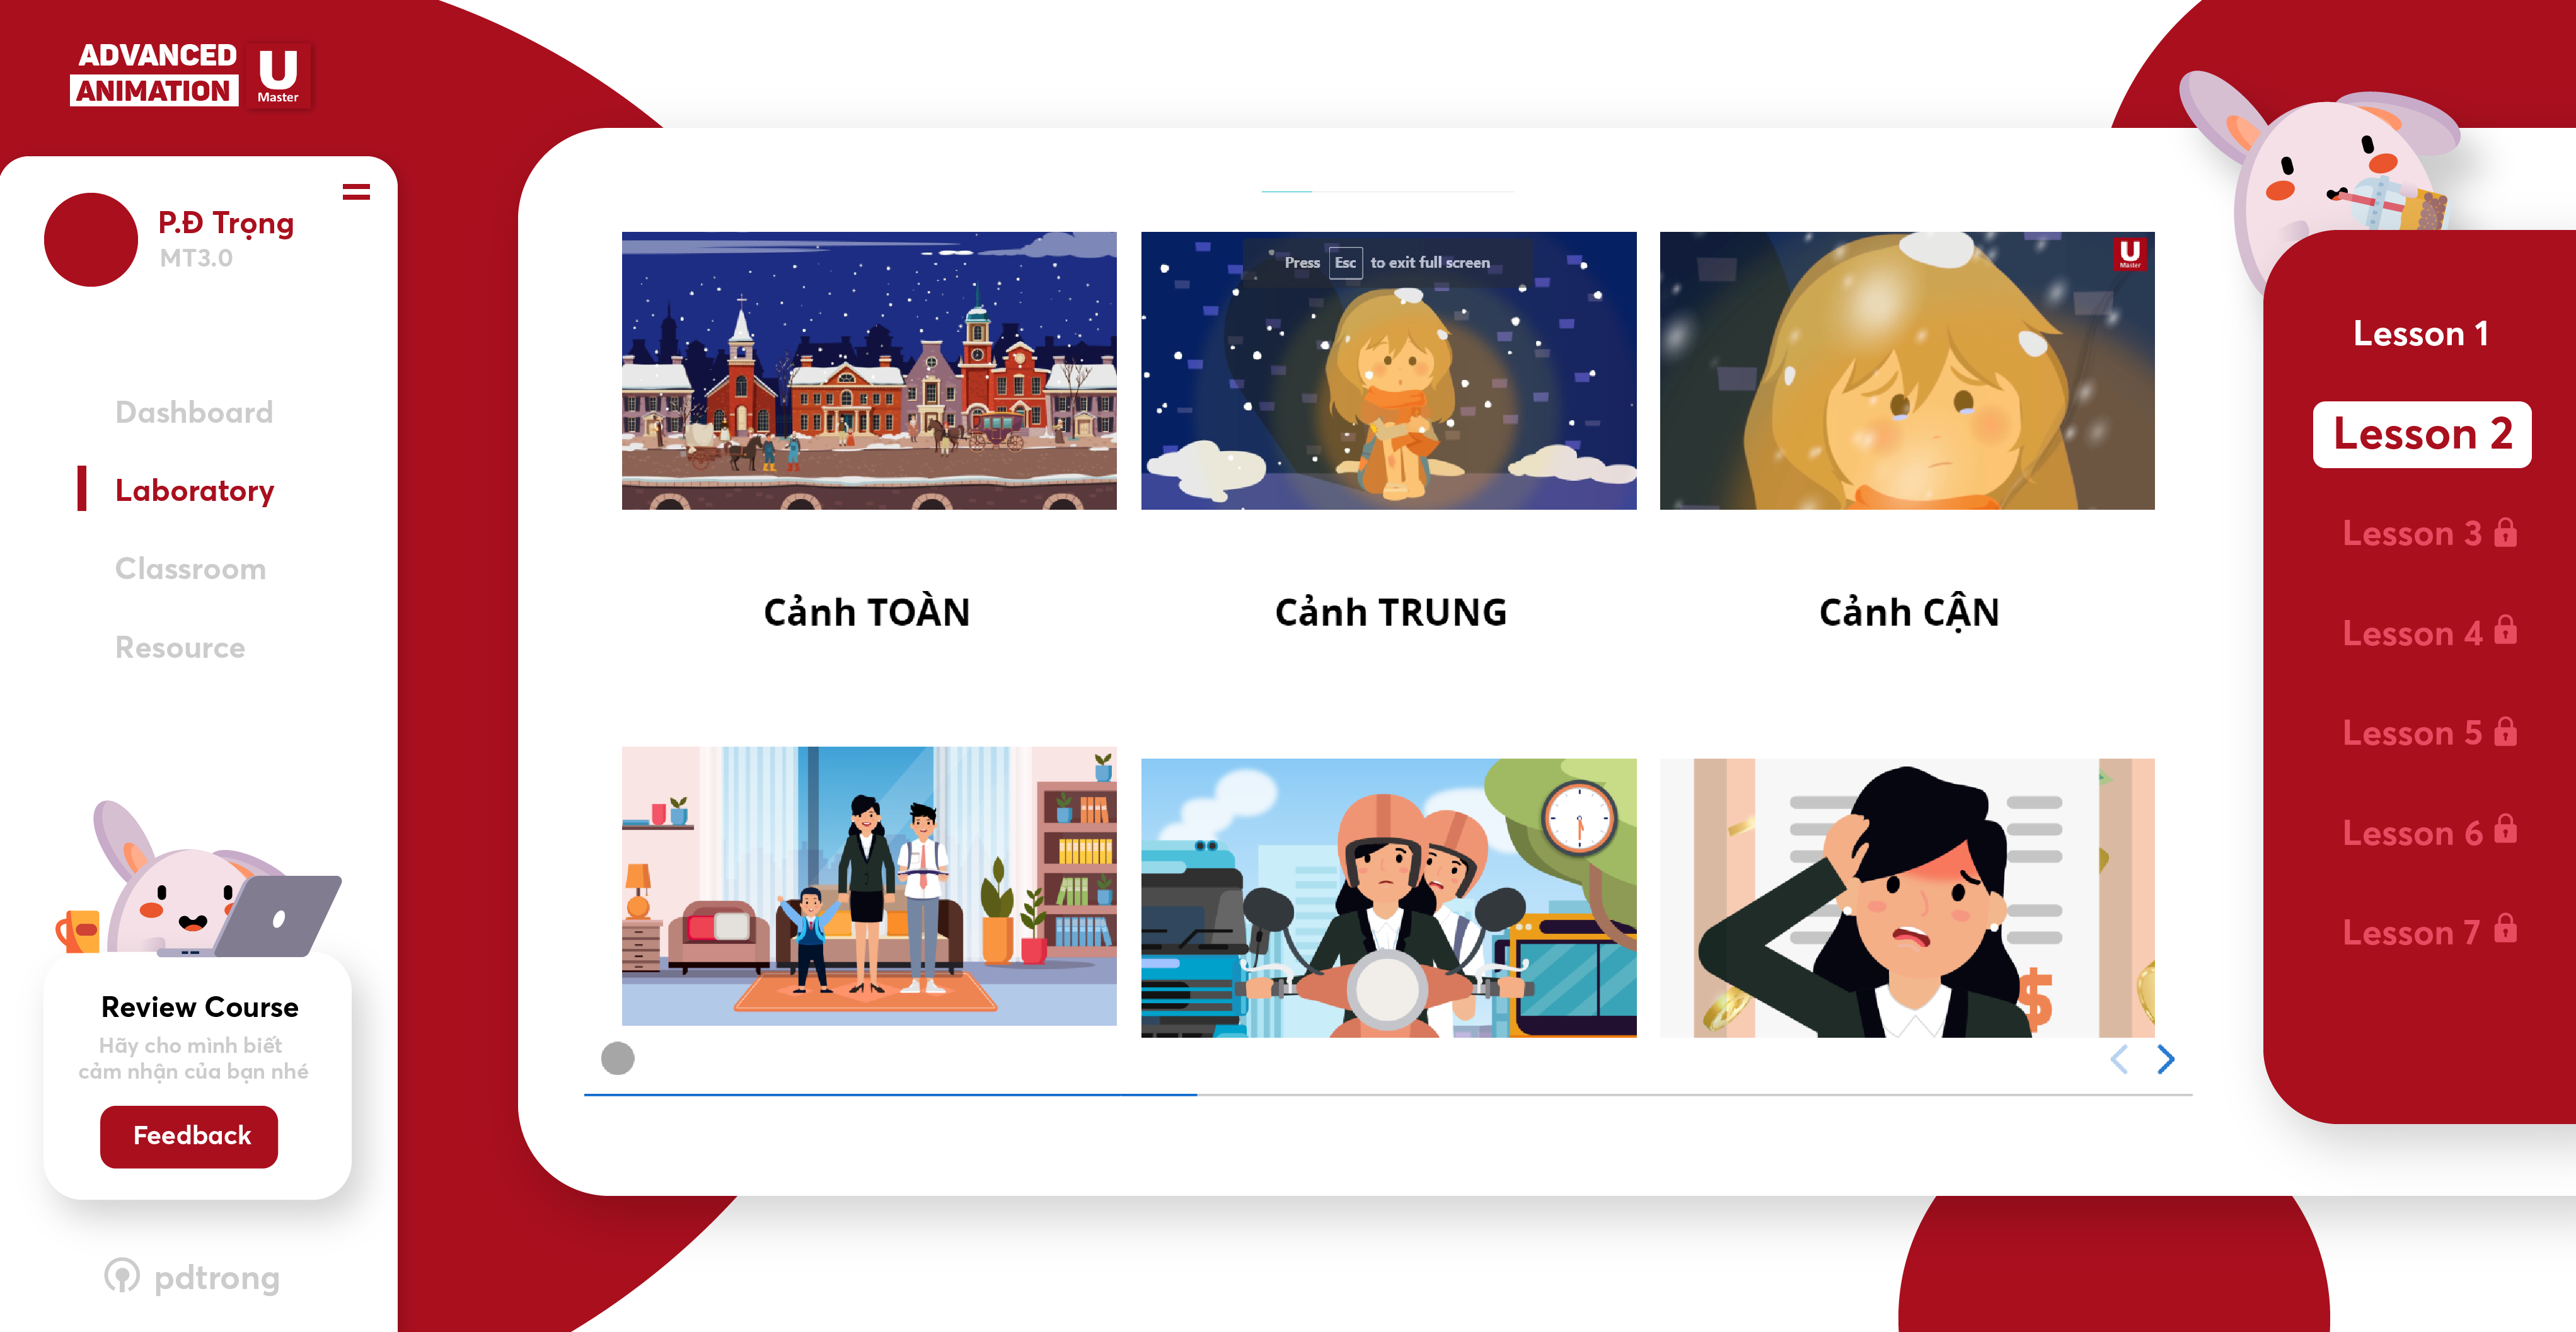 ADVANCED
ANIMATION
U
Master
P.Đ Trọng
MT3.0
Dashboard
Laboratory
Classroom
Resource
Review Course
Hãy cho mình biết
cảm nhận của bạn nhé
Feedback
pdtrong
Press Esc to exit full screen
U
Master
Cảnh TOÀN
Cảnh TRUNG
Cảnh CẬN
$
Lesson 1
Lesson 2
Lesson 3
Lesson 4
Lesson 5
Lesson 6
Lesson 7